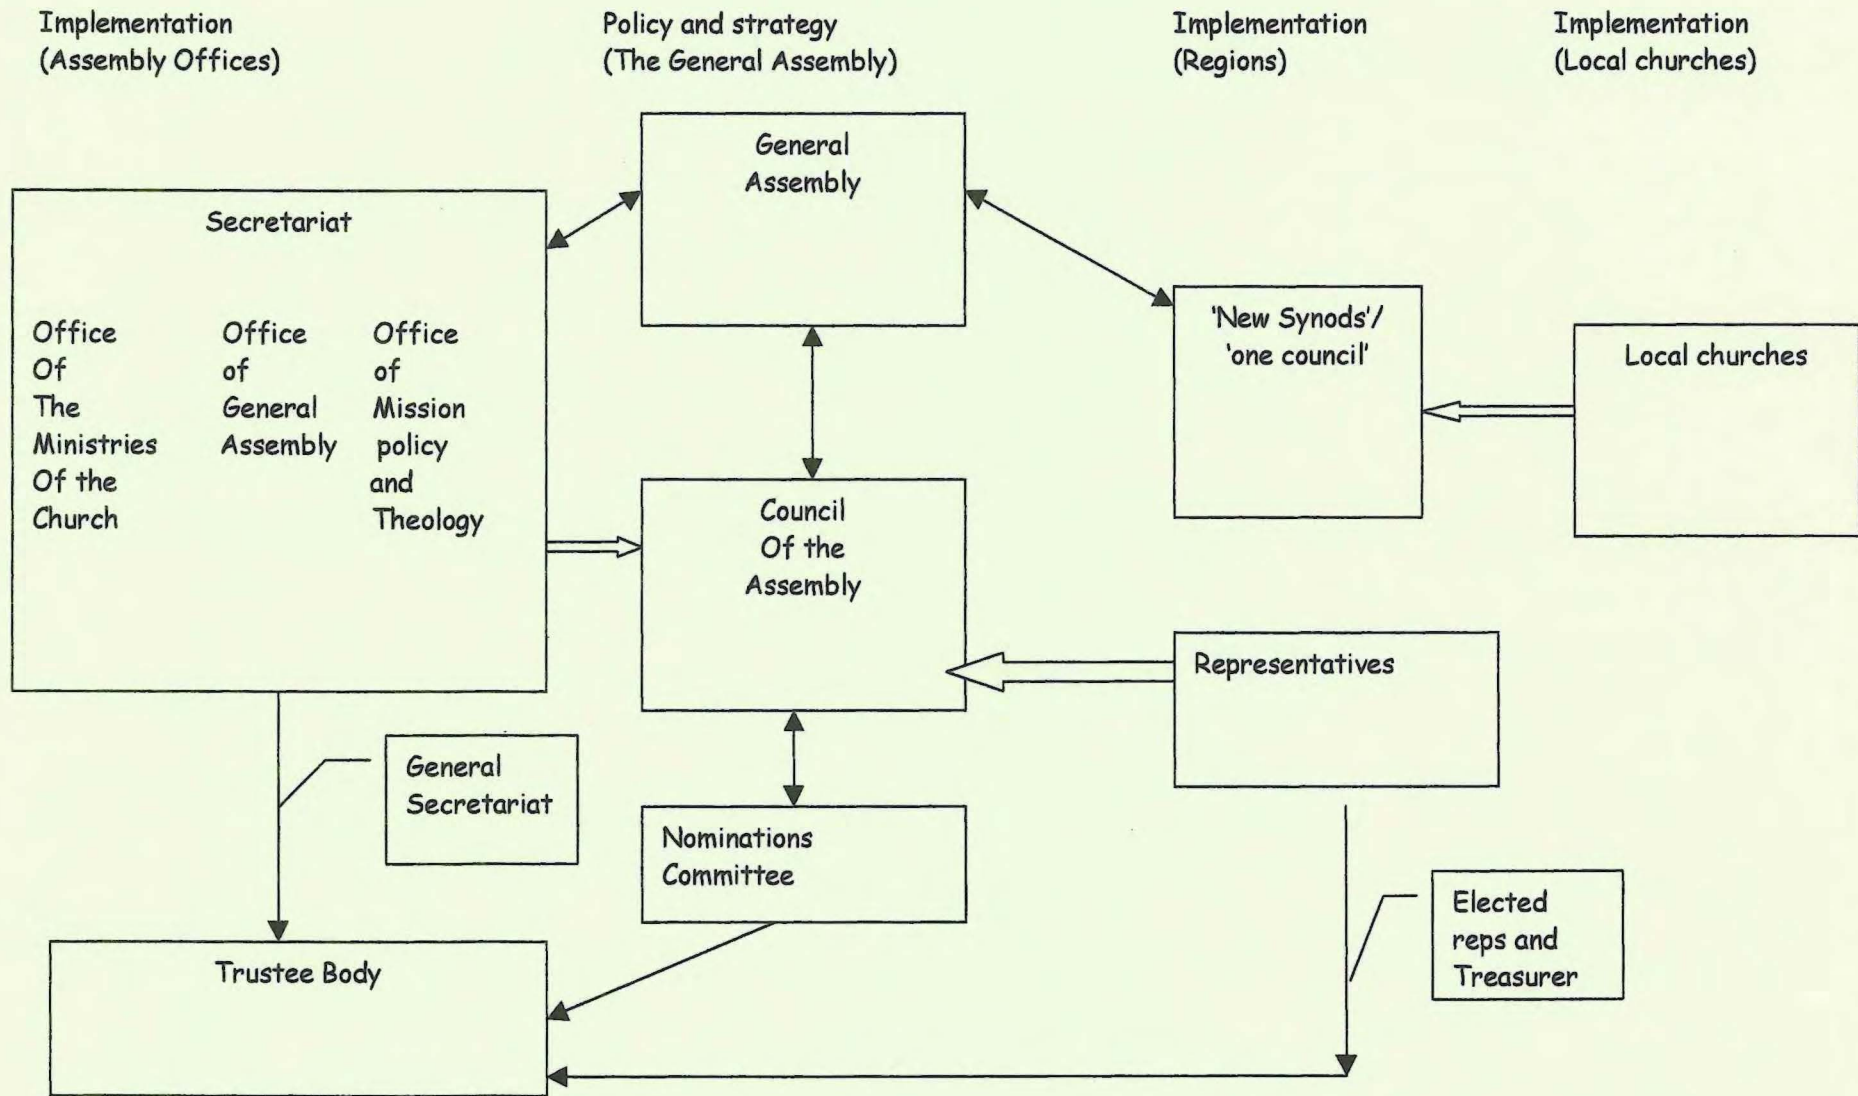 Implementation
(Assembly Offices)
Policy and strategy
(The General Assembly)
Implementation
(Regions)
Implementation
(Local churches)
General
Assembly
Secretariat
Office
Of
The
Ministries
Of the
Church
Office
of
General
Assembly
Office
of
Mission
policy
and
Theology
'New Synods'/
'one council'
Local churches
Council
Of the
Assembly
Representatives
General
Secretariat
Nominations
Committee
Elected
reps and
Treasurer
Trustee Body